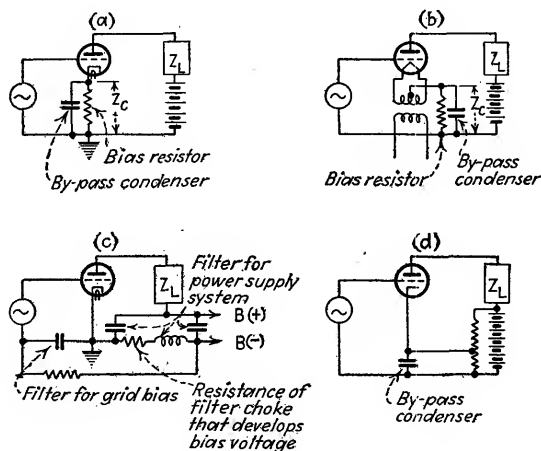 (a)
Z_L
Z_C
Bias resistor
By-pass condenser
(b)
Z_L
Z_C
Bias resistor
By-pass
condenser
(c)
Filter for
power supply
system
Z_L
B(+)
B(-)
Filter for grid bias
Resistance of
filter choke
that develops
bias voltage
(d)
Z_L
By-pass
condenser